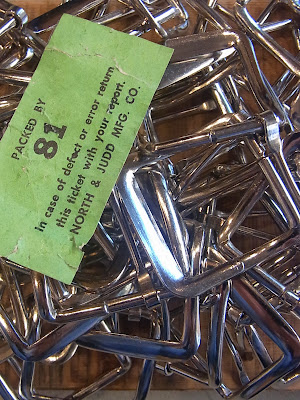 PACKED BY
81
in case of defect or error return
this ticket with your report.
NORTH & JUDD MFG. CO.